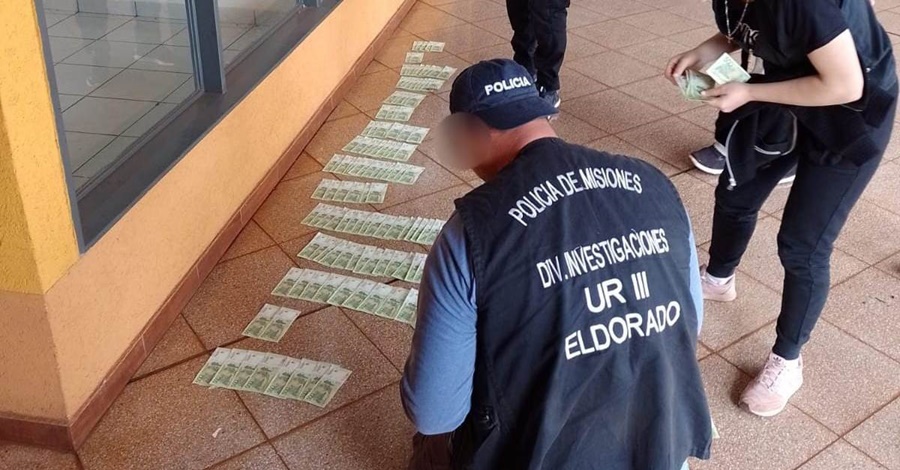 POLICIA
POLICIA DE MISIONES
DIV. INVESTIGACIONES
UR III
ELDORADO